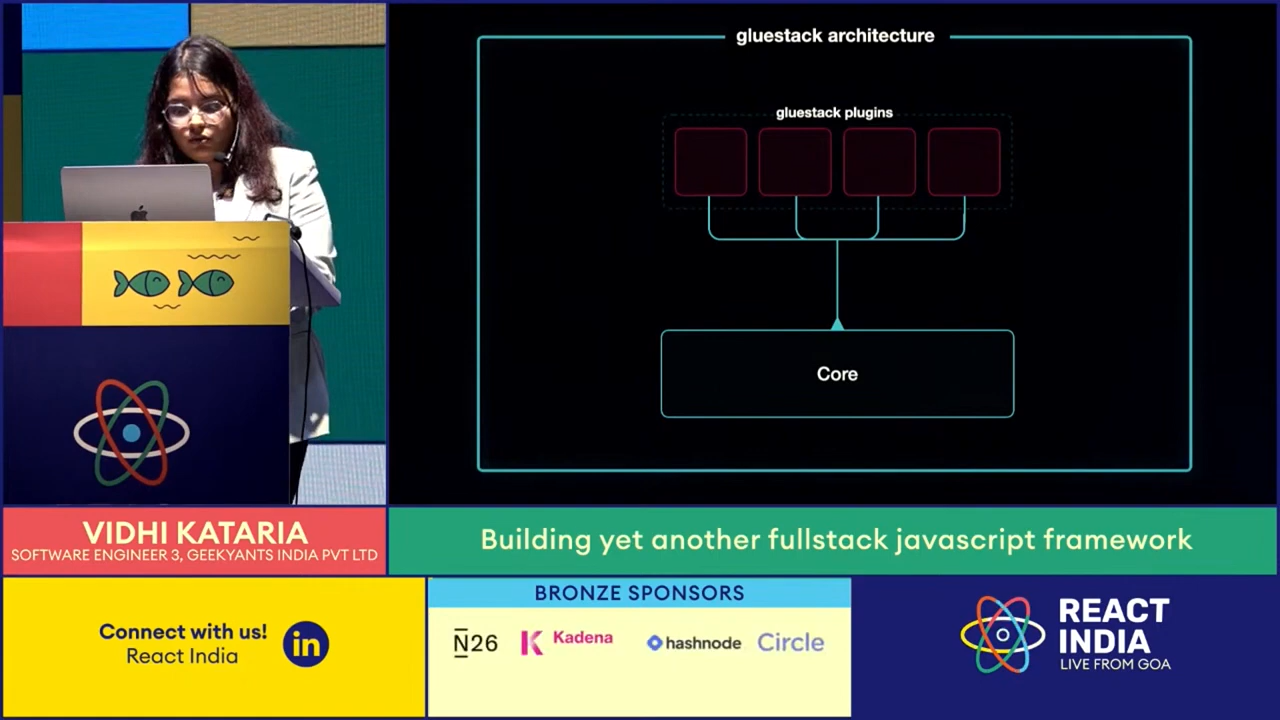 gluestack architecture
gluestack plugins
Core
VIDHI KATARIA
SOFTWARE ENGINEER 3, GEEKYANTS INDIA PVT LTD
Building yet another fullstack javascript framework
Connect with us!
React India
in
BRONZE SPONSORS
N26
Kadena
hashnode
Circle
REACT
INDIA
LIVE FROM GOA